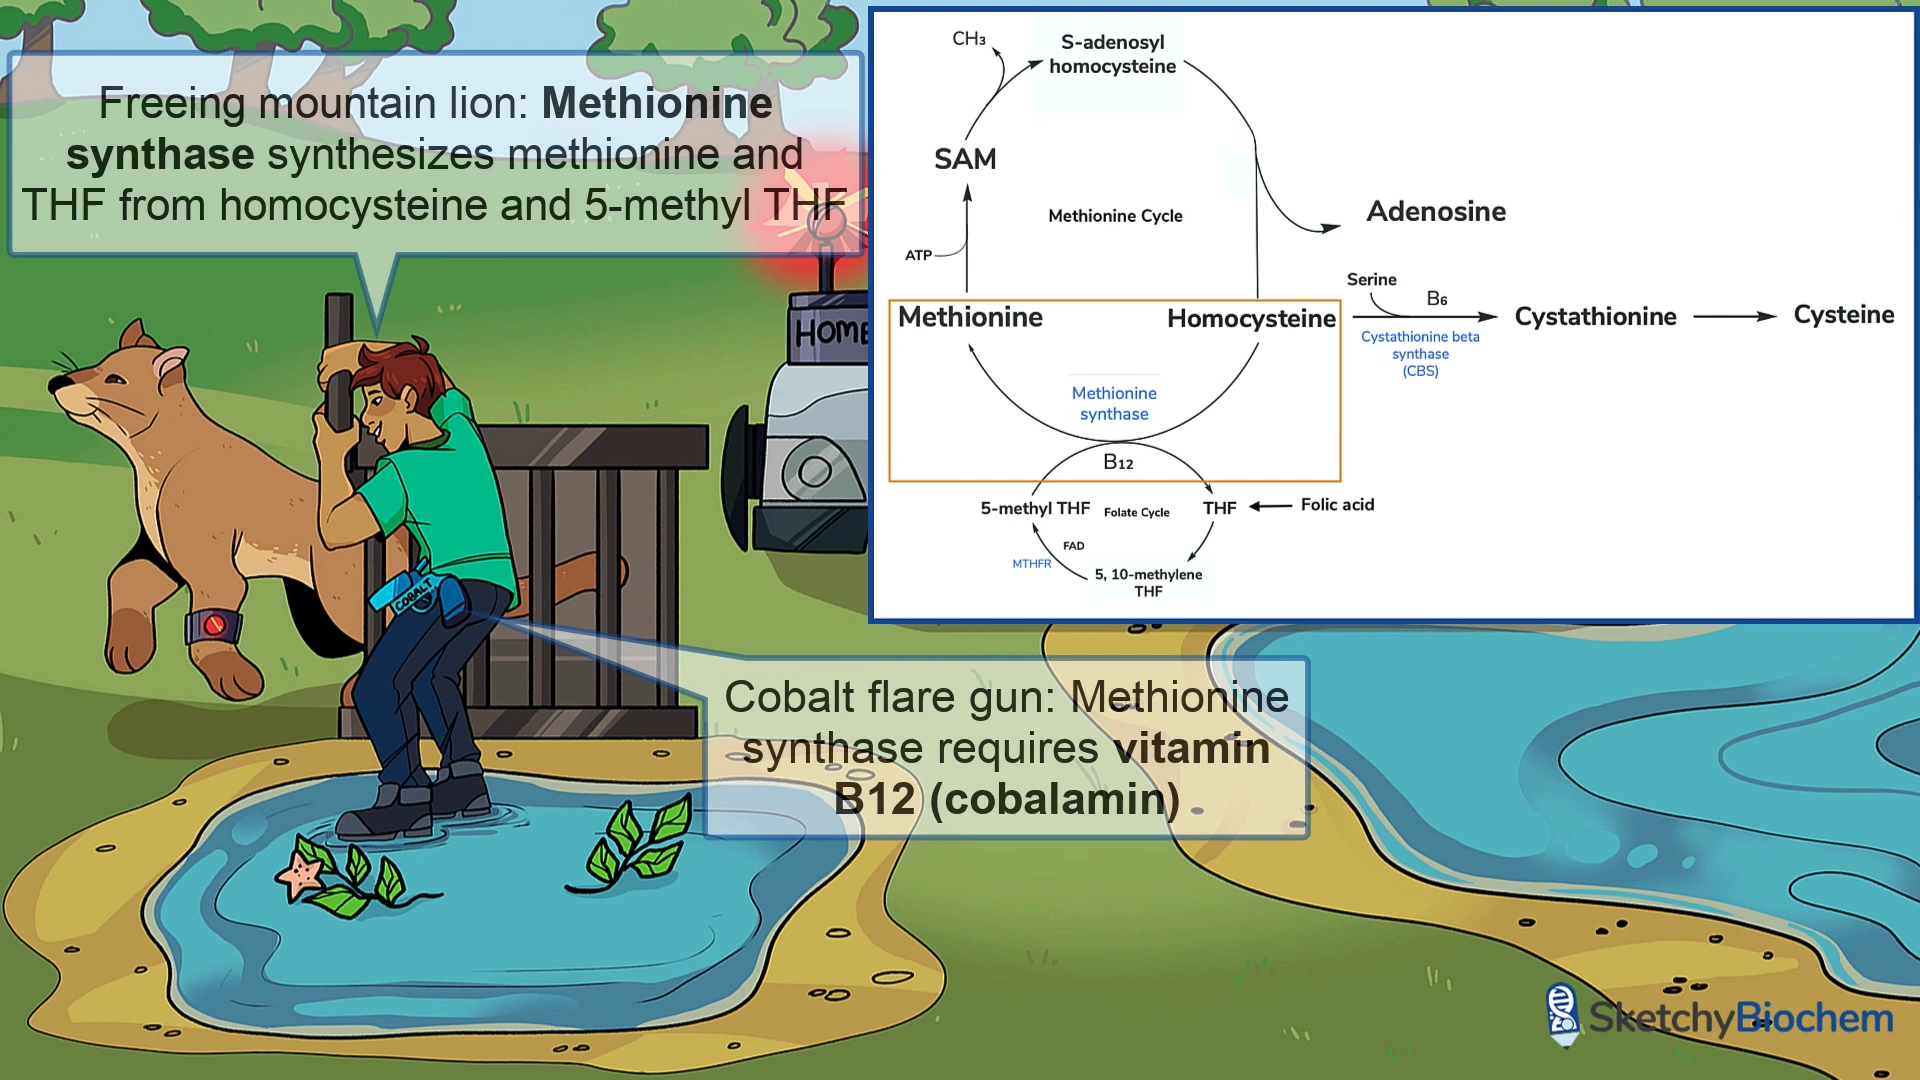 Freeing mountain lion: Methionine
synthase synthesizes methionine and
THF from homocysteine and 5-methyl THF
HOME
COBALT
Cobalt flare gun: Methionine
synthase requires vitamin
B12 (cobalamin)
CH₃
S-adenosyl
homocysteine
SAM
Methionine Cycle
Adenosine
ATP
Serine
B₆
Methionine
Homocysteine
Cystathionine
Cysteine
Cystathionine beta
synthase
(CBS)
Methionine
synthase
B₁₂
5-methyl THF
Folate Cycle
THF
Folic acid
FAD
MTHFR
5, 10-methylene
THF
SketchyBiochem